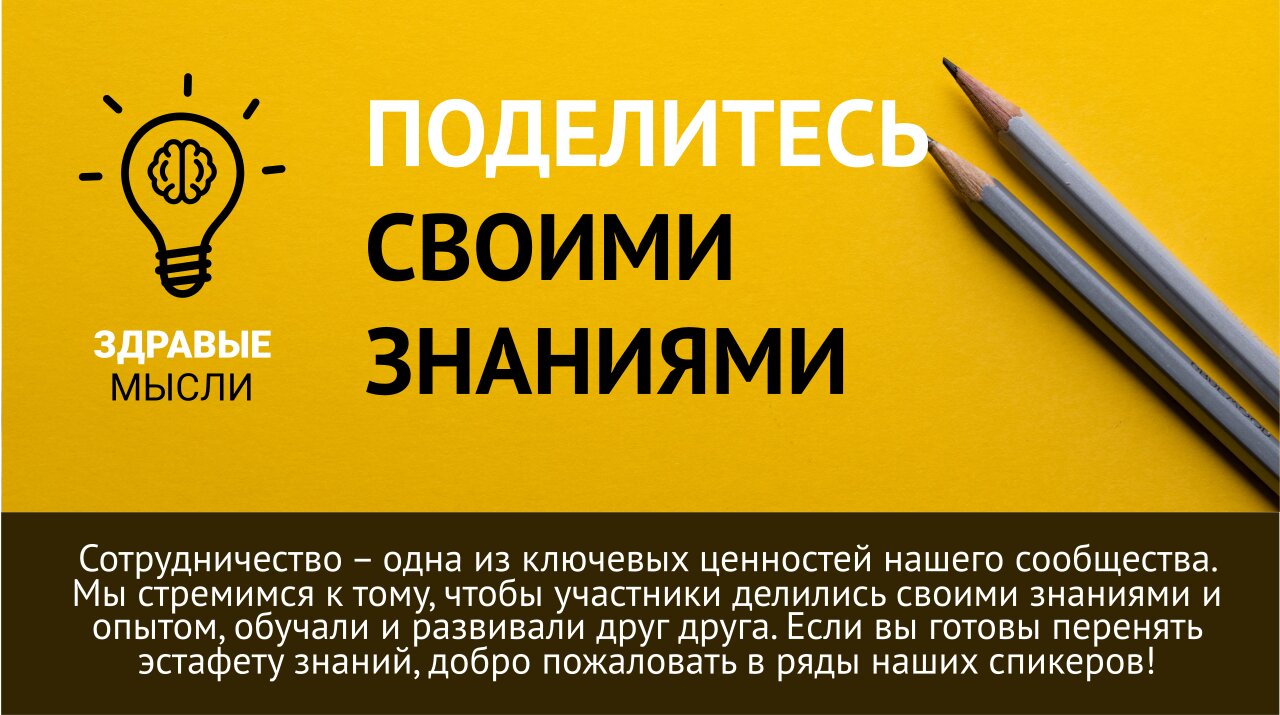 ПОДЕЛИТЕСЬ
СВОИМИ
ЗНАНИЯМИ
ЗДРАВЫЕ
МЫСЛИ
Сотрудничество – одна из ключевых ценностей нашего сообщества.
Мы стремимся к тому, чтобы участники делились своими знаниями и
опытом, обучали и развивали друг друга. Если вы готовы перенять
эстафету знаний, добро пожаловать в ряды наших спикеров!